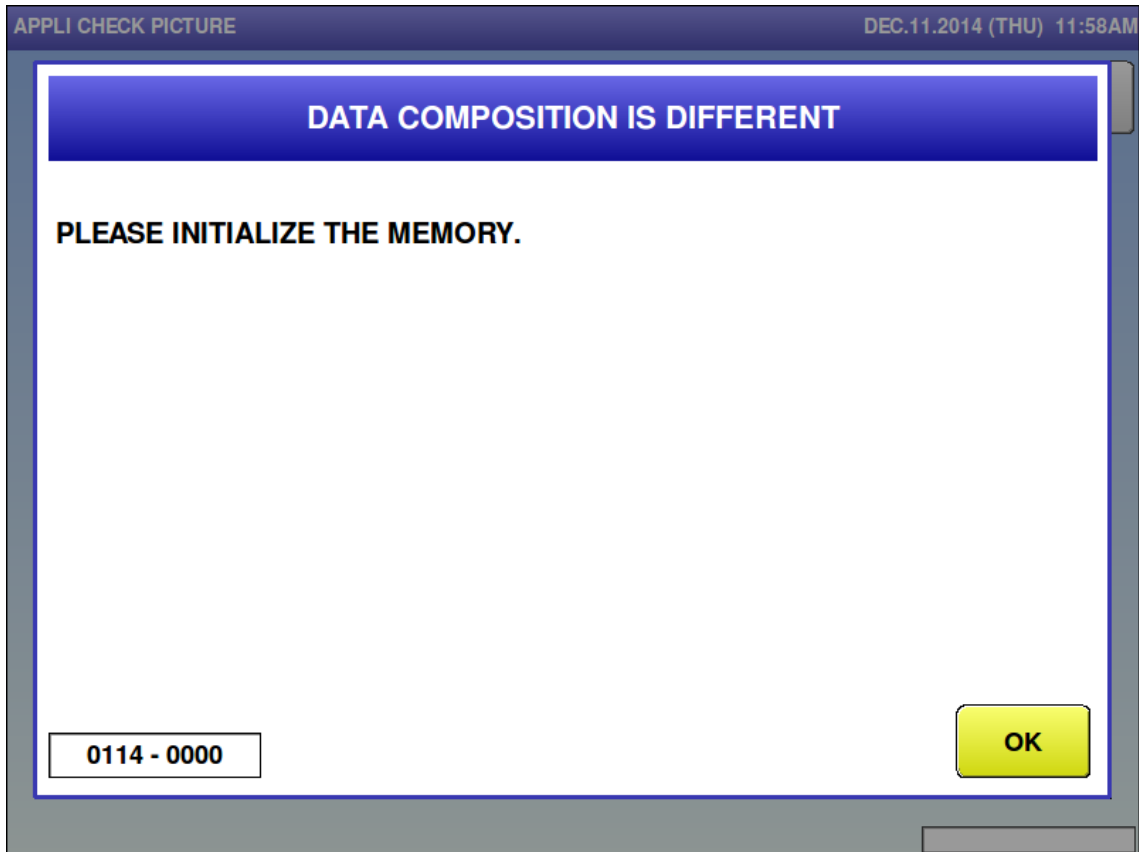 APPLI CHECK PICTURE DEC.11.2014 (THU) 11:58AM
DATA COMPOSITION IS DIFFERENT
PLEASE INITIALIZE THE MEMORY.
OK
0114 - 0000